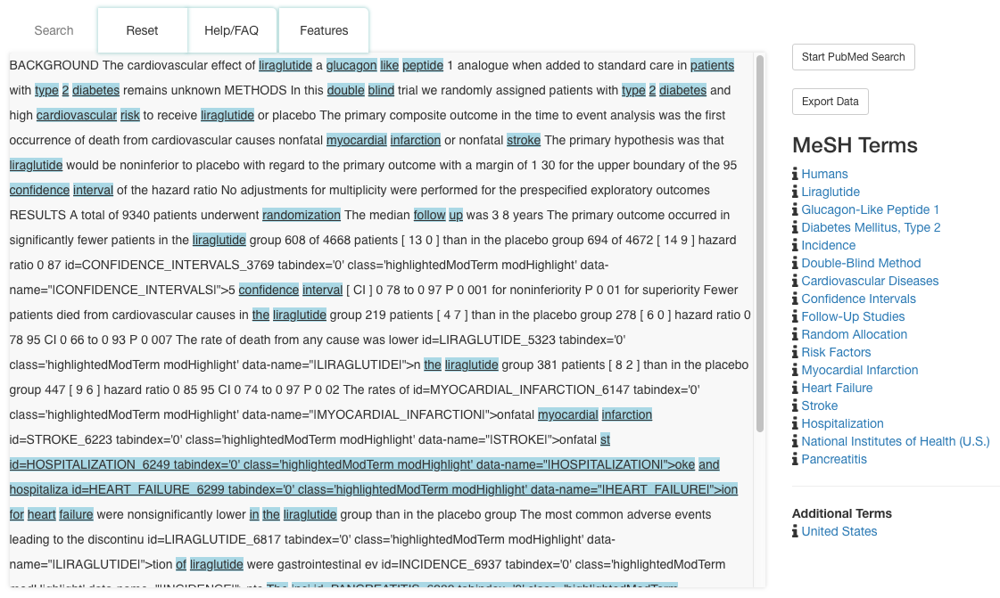 Search
Reset
Help/FAQ
Features
BACKGROUND The cardiovascular effect of liraglutide a glucagon like peptide 1 analogue when added to standard care in patients
with type 2 diabetes remains unknown METHODS In this double blind trial we randomly assigned patients with type 2 diabetes and
high cardiovascular risk to receive liraglutide or placebo The primary composite outcome in the time to event analysis was the first
occurrence of death from cardiovascular causes nonfatal myocardial infarction or nonfatal stroke The primary hypothesis was that
liraglutide would be noninferior to placebo with regard to the primary outcome with a margin of 1 30 for the upper boundary of the 95
confidence interval of the hazard ratio No adjustments for multiplicity were performed for the prespecified exploratory outcomes
RESULTS A total of 9340 patients underwent randomization The median follow up was 3 8 years The primary outcome occurred in
significantly fewer patients in the liraglutide group 608 of 4668 patients [ 13 0 ] than in the placebo group 694 of 4672 [ 14 9 ] hazard
ratio 0 87 id=CONFIDENCE_INTERVALS_3769 tabindex='0' class='highlightedModTerm modHighlight' data-
name="|CONFIDENCE_INTERVALS|">5 confidence interval [ CI ] 0 78 to 0 97 P 0 001 for noninferiority P 0 01 for superiority Fewer
patients died from cardiovascular causes in the liraglutide group 219 patients [ 4 7 ] than in the placebo group 278 [ 6 0 ] hazard ratio 0
78 95 CI 0 66 to 0 93 P 0 007 The rate of death from any cause was lower id=LIRAGLUTIDE_5323 tabindex='0'
class='highlightedModTerm modHighlight' data-name="|LIRAGLUTIDE|">n the liraglutide group 381 patients [ 8 2 ] than in the placebo
group 447 [ 9 6 ] hazard ratio 0 85 95 CI 0 74 to 0 97 P 0 02 The rates of id=MYOCARDIAL_INFARCTION_6147 tabindex='0'
class='highlightedModTerm modHighlight' data-name="|MYOCARDIAL_INFARCTION|">onfatal myocardial infarction
id=STROKE_6223 tabindex='0' class='highlightedModTerm modHighlight' data-name="|STROKE|">onfatal st
id=HOSPITALIZATION_6249 tabindex='0' class='highlightedModTerm modHighlight' data-name="|HOSPITALIZATION|">oke and
hospitaliza id=HEART_FAILURE_6299 tabindex='0' class='highlightedModTerm modHighlight' data-name="|HEART_FAILURE|">ion
for heart failure were nonsignificantly lower in the liraglutide group than in the placebo group The most common adverse events
leading to the discontinu id=LIRAGLUTIDE_6817 tabindex='0' class='highlightedModTerm modHighlight' data-
name="|LIRAGLUTIDE|">tion of liraglutide were gastrointestinal ev id=INCIDENCE_6937 tabindex='0' class='highlightedModTerm
Start PubMed Search
Export Data
MeSH Terms
Humans
Liraglutide
Glucagon-Like Peptide 1
Diabetes Mellitus, Type 2
Incidence
Double-Blind Method
Cardiovascular Diseases
Confidence Intervals
Follow-Up Studies
Random Allocation
Risk Factors
Myocardial Infarction
Heart Failure
Stroke
Hospitalization
National Institutes of Health (U.S.)
Pancreatitis
Additional Terms
United States